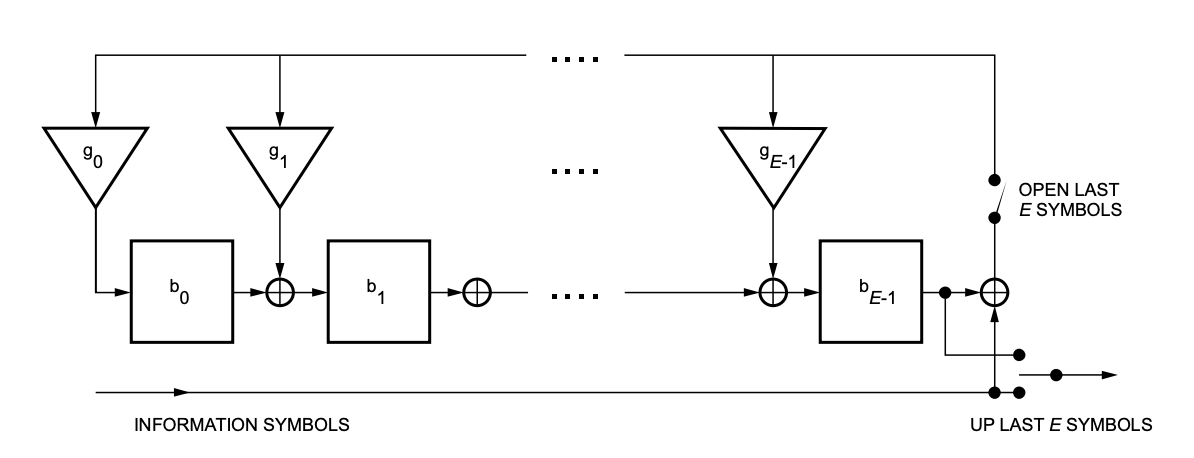 ....
g0 g1 .... gE-1
OPEN LAST
E SYMBOLS
b0 b1 .... bE-1
INFORMATION SYMBOLS UP LAST E SYMBOLS